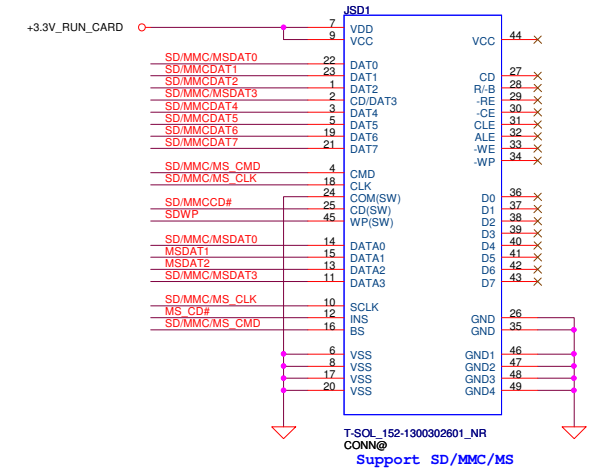 JSD1
+3.3V_RUN_CARD 7 VDD
9 VCC VCC 44
SD/MMC/MSDAT0 22 DAT0 CD 27
SD/MMCDAT1 23 DAT1 R/-B 28
SD/MMCDAT2 1 DAT2 -RE 29
SD/MMC/MSDAT3 2 CD/DAT3 -CE 30
SD/MMCDAT4 3 DAT4 CLE 31
SD/MMCDAT5 5 DAT5 ALE 32
SD/MMCDAT6 19 DAT6 -WE 33
SD/MMCDAT7 21 DAT7 -WP 34
SD/MMC/MS_CMD 4 CMD
SD/MMC/MS_CLK 18 CLK
24 COM(SW) D0 36
SD/MMCCD# 25 CD(SW) D1 37
SDWP 45 WP(SW) D2 38
D3 39
SD/MMC/MSDAT0 14 DATA0 D4 40
MSDAT1 15 DATA1 D5 41
MSDAT2 13 DATA2 D6 42
SD/MMC/MSDAT3 11 DATA3 D7 43
SD/MMC/MS_CLK 10 SCLK
MS_CD# 12 INS GND 26
SD/MMC/MS_CMD 16 BS GND 35
6 VSS GND1 46
8 VSS GND2 47
17 VSS GND3 48
20 VSS GND4 49
T-SOL_152-1300302601_NR
CONN@
Support SD/MMC/MS